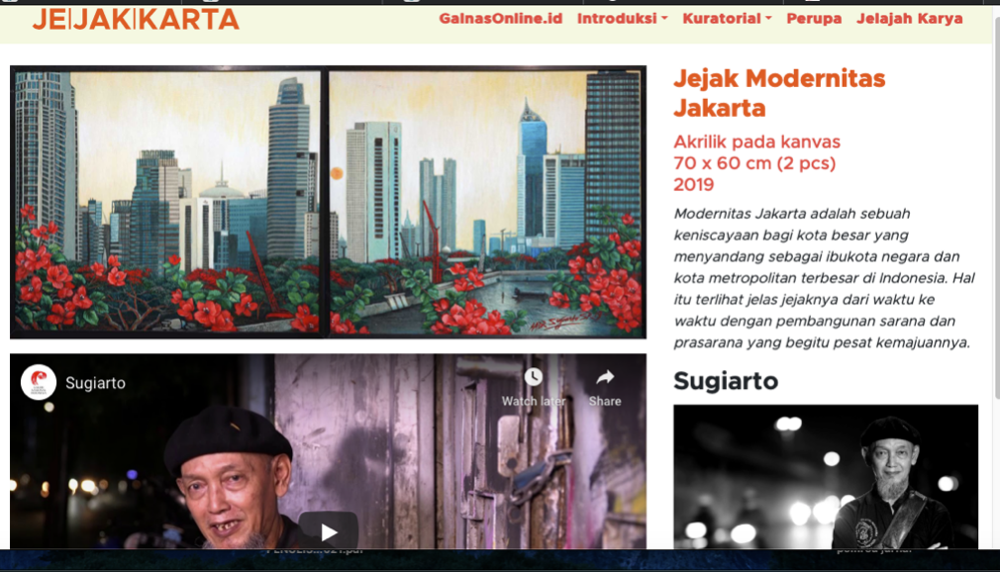 JE|JAK|KARTA
GalnasOnline.id Introduksi Kuratorial Perupa Jelajah Karya
Jejak Modernitas
Jakarta
Akrilik pada kanvas
70 x 60 cm (2 pcs)
2019
Modernitas Jakarta adalah sebuah
keniscayaan bagi kota besar yang
menyandang sebagai ibukota negara dan
kota metropolitan terbesar di Indonesia. Hal
itu terlihat jelas jejaknya dari waktu ke
waktu dengan pembangunan sarana dan
prasarana yang begitu pesat kemajuannya.
Sugiarto
Sugiarto
Watch later
Share